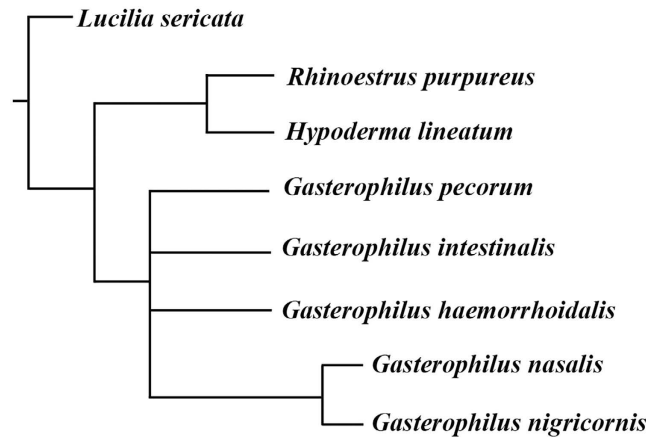 Lucilia sericata
Rhinoestrus purpureus
Hypoderma lineatum
Gasterophilus pecorum
Gasterophilus intestinalis
Gasterophilus haemorrhoidalis
Gasterophilus nasalis
Gasterophilus nigricornis